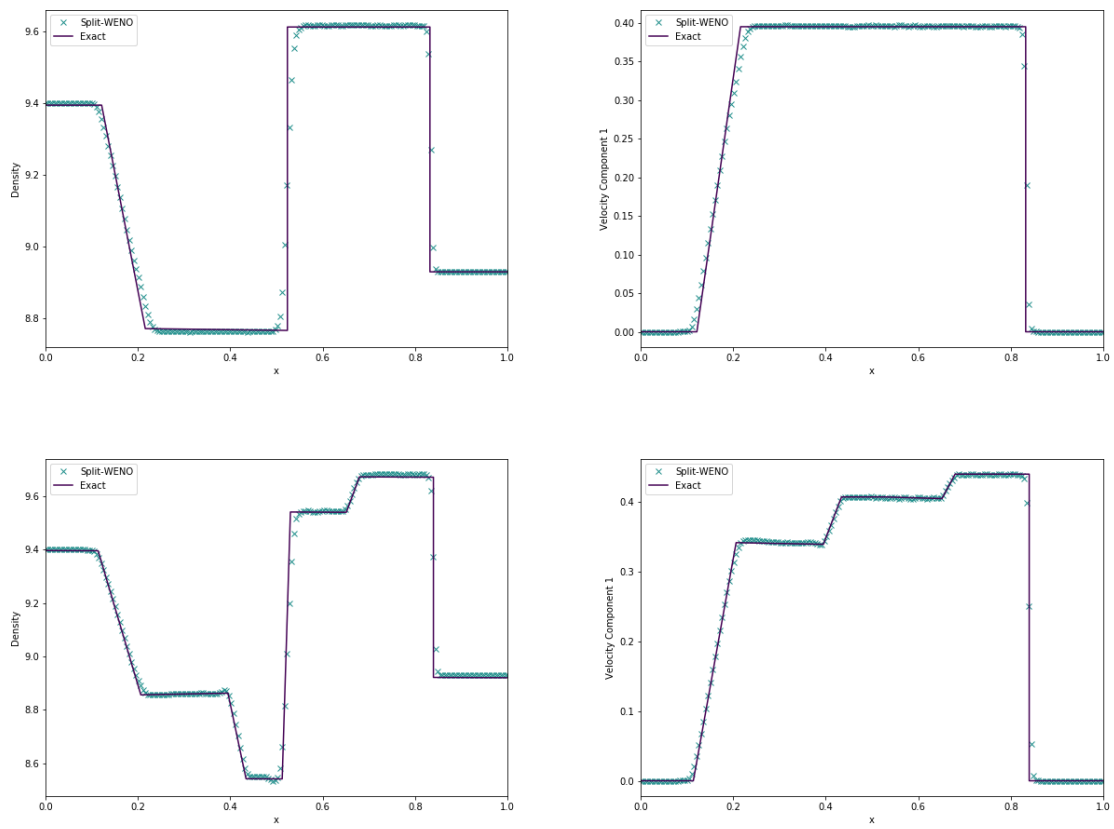 Split-WENO
Exact
9.6
9.4
9.2
9.0
8.8
Density
0.0 0.2 0.4 0.6 0.8 1.0
x
Split-WENO
Exact
0.40
0.35
0.30
0.25
0.20
0.15
0.10
0.05
0.00
Velocity Component 1
0.0 0.2 0.4 0.6 0.8 1.0
x
Split-WENO
Exact
9.6
9.4
9.2
9.0
8.8
8.6
Density
0.0 0.2 0.4 0.6 0.8 1.0
x
Split-WENO
Exact
0.4
0.3
0.2
0.1
0.0
Velocity Component 1
0.0 0.2 0.4 0.6 0.8 1.0
x